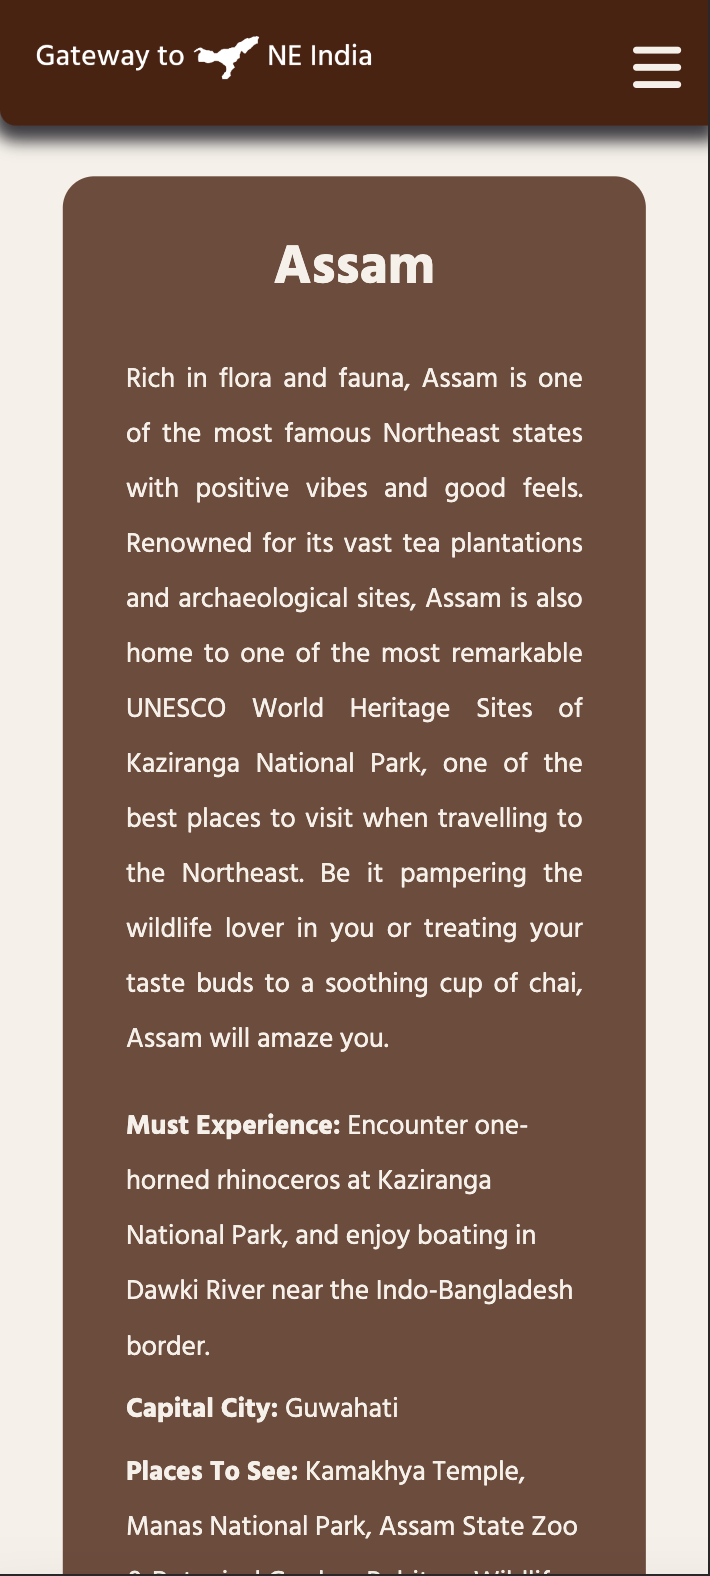 Gateway to NE India
Assam
Rich in flora and fauna, Assam is one
of the most famous Northeast states
with positive vibes and good feels.
Renowned for its vast tea plantations
and archaeological sites, Assam is also
home to one of the most remarkable
UNESCO World Heritage Sites of
Kaziranga National Park, one of the
best places to visit when travelling to
the Northeast. Be it pampering the
wildlife lover in you or treating your
taste buds to a soothing cup of chai,
Assam will amaze you.
Must Experience: Encounter one-
horned rhinoceros at Kaziranga
National Park, and enjoy boating in
Dawki River near the Indo-Bangladesh
border.
Capital City: Guwahati
Places To See: Kamakhya Temple,
Manas National Park, Assam State Zoo